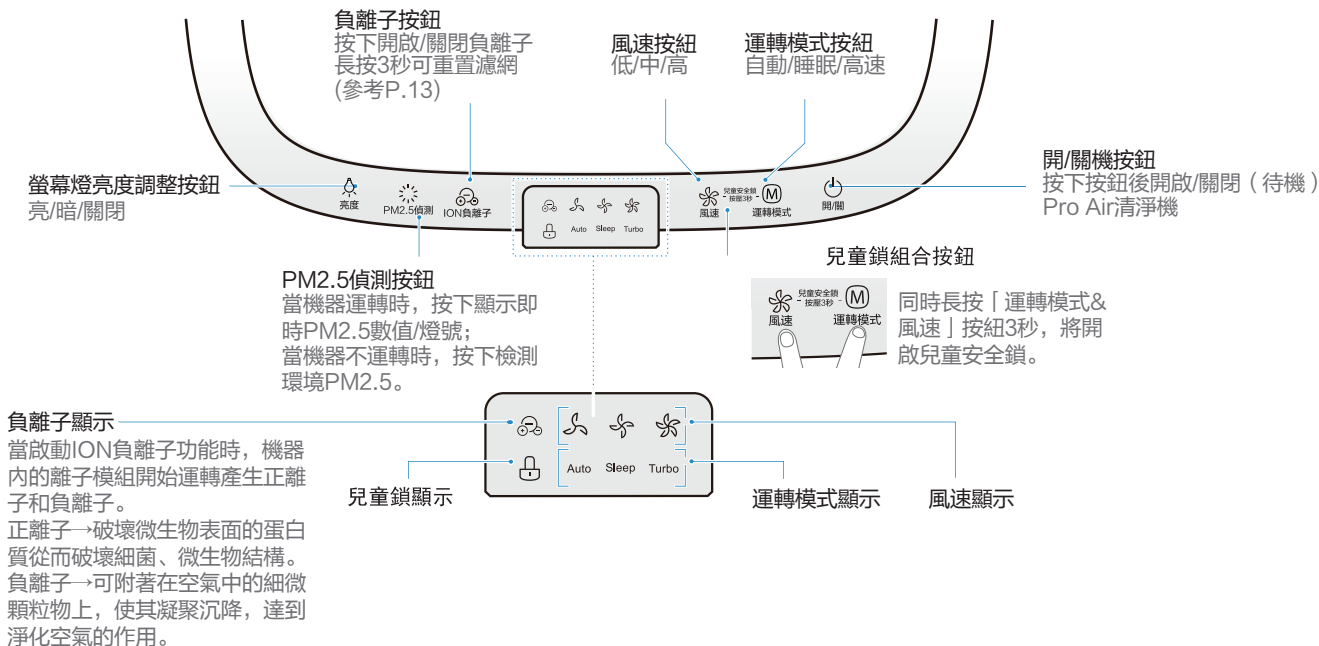 負離子按鈕
按下開啟/關閉負離子
長按3秒可重置濾網
(參考P.13)
風速按紐
低/中/高
運轉模式按紐
自動/睡眠/高速
螢幕燈亮度調整按鈕
亮/暗/關閉
開/關機按鈕
按下按鈕後開啟/關閉（待機）
Pro Air清淨機
亮度
PM2.5偵測
ION負離子
Auto Sleep Turbo
風速
兒童安全鎖
按壓3秒
M
運轉模式
開/關
PM2.5偵測按鈕
當機器運轉時，按下顯示即
時PM2.5數值/燈號；
當機器不運轉時，按下檢測
環境PM2.5。
兒童鎖組合按鈕
兒童安全鎖
按壓3秒
M
風速
運轉模式
同時長按「運轉模式&
風速」按紐3秒，將開
啟兒童安全鎖。
負離子顯示
當啟動ION負離子功能時，機器
內的離子模組開始運轉產生正離
子和負離子。
正離子→破壞微生物表面的蛋白
質從而破壞細菌、微生物結構。
負離子→可附著在空氣中的細微
顆粒物上，使其凝聚沉降，達到
淨化空氣的作用。
Auto Sleep Turbo
兒童鎖顯示
運轉模式顯示
風速顯示